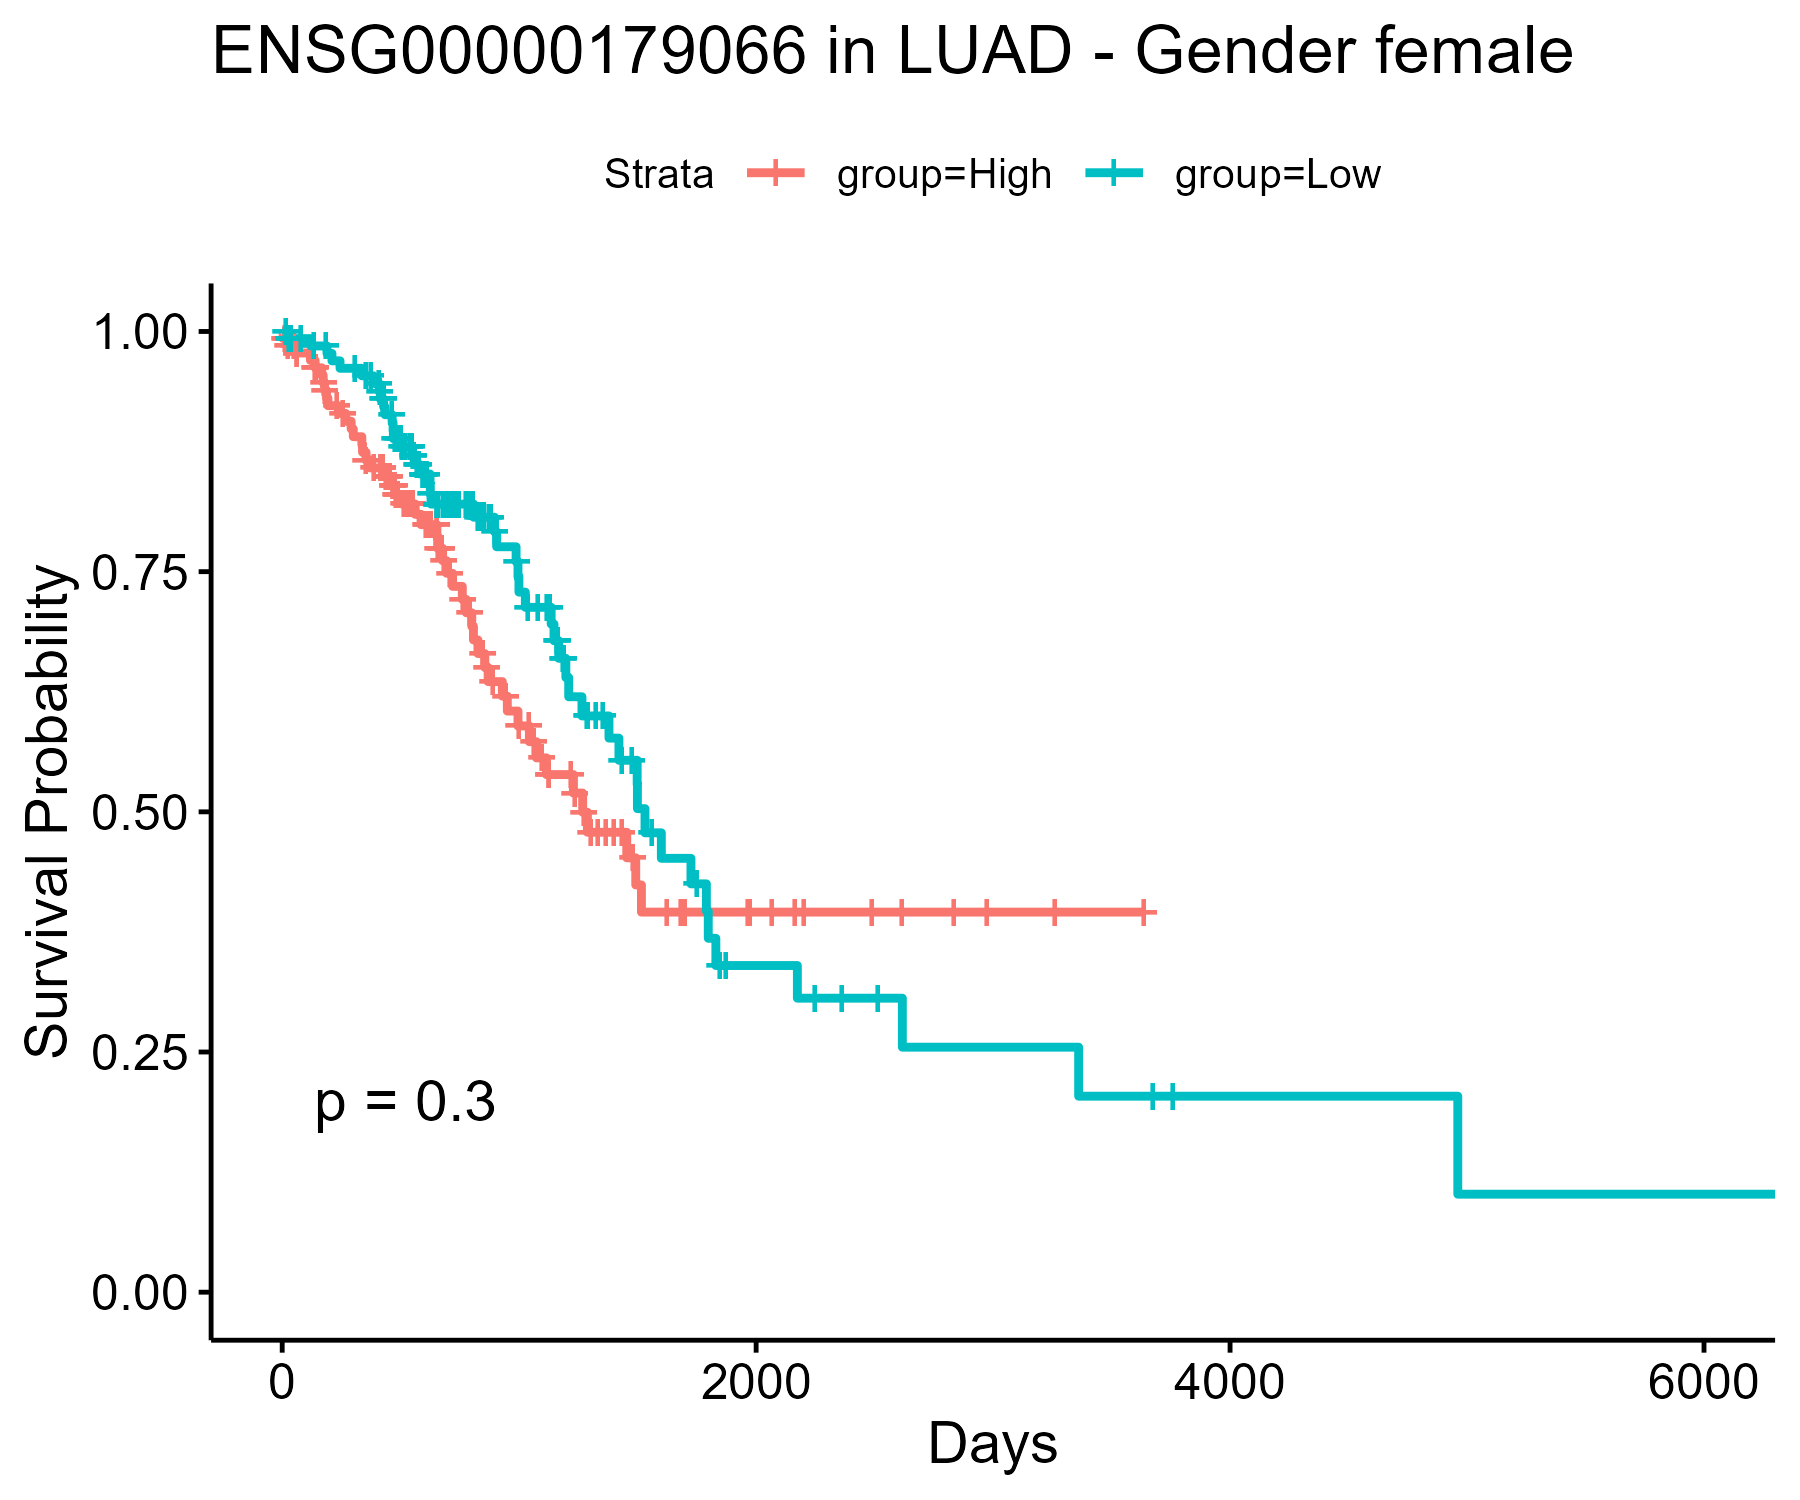 ENSG00000179066 in LUAD - Gender female
Strata group=High group=Low
Survival Probability
1.00
0.75
0.50
0.25
0.00
p = 0.3
0 2000 4000 6000
Days